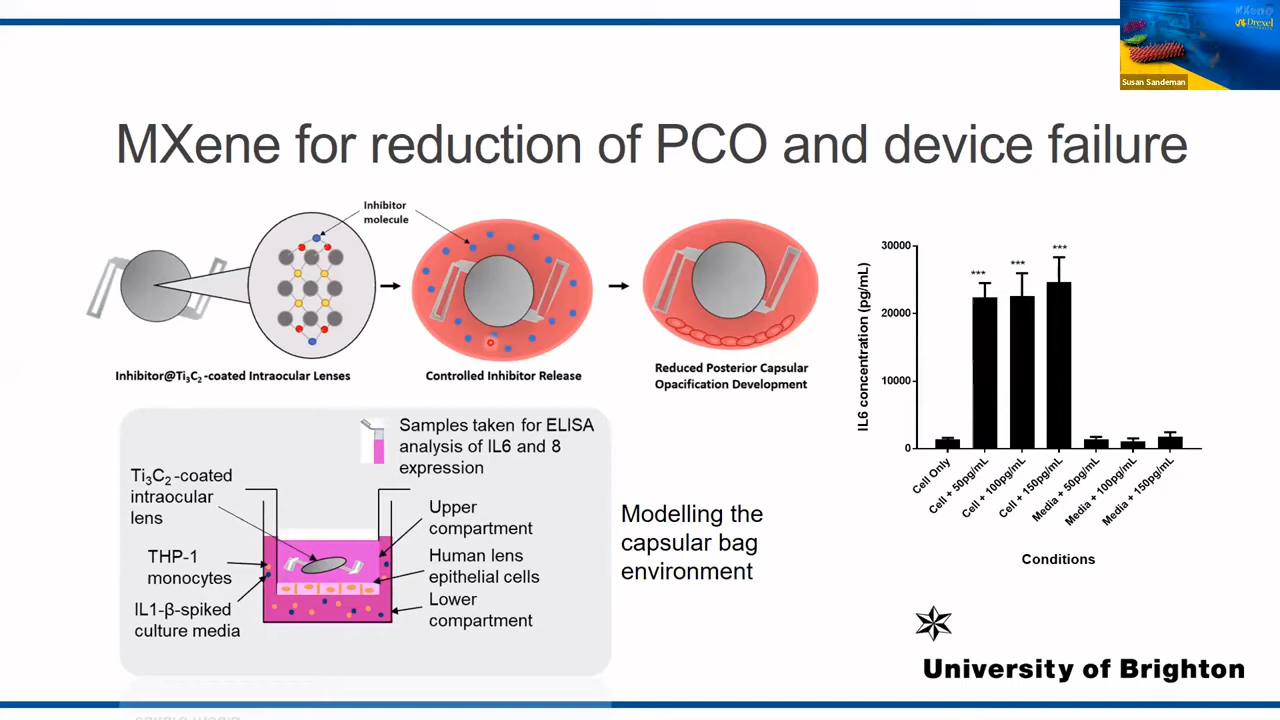 MXene
Drexel
Susan Sandeman
MXene for reduction of PCO and device failure
Inhibitor
molecule
Inhibitor@Ti₃C₂-coated Intraocular Lenses
Controlled Inhibitor Release
Reduced Posterior Capsular
Opacification Development
Samples taken for ELISA
analysis of IL6 and 8
expression
Ti₃C₂-coated
intraocular
lens
THP-1
monocytes
IL1-β-spiked
culture media
Upper
compartment
Human lens
epithelial cells
Lower
compartment
Modelling the
capsular bag
environment
IL6 concentration (pg/mL)
30000
20000
10000
0
***
***
***
Cell Only
Cell + 50pg/mL
Cell + 100pg/mL
Cell + 150pg/mL
Media + 50pg/mL
Media + 100pg/mL
Media + 150pg/mL
Conditions
University of Brighton